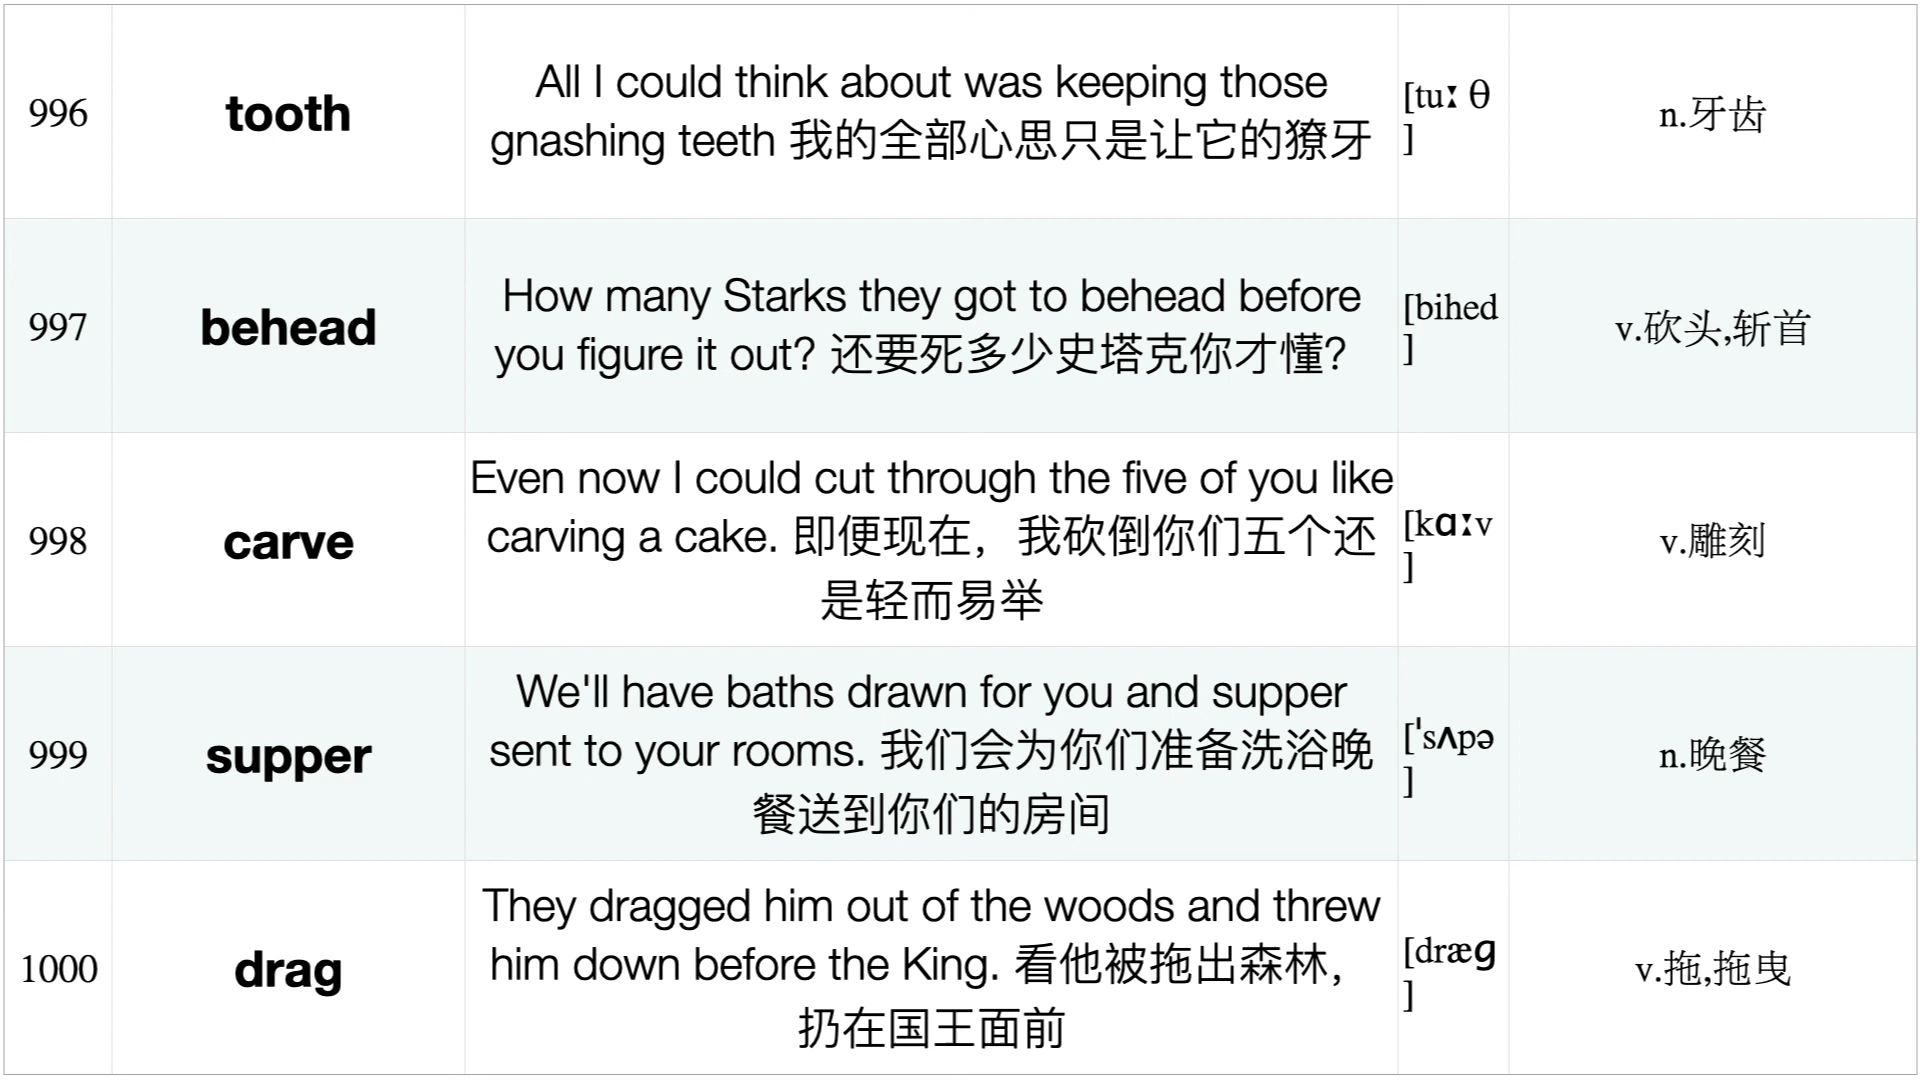 996
tooth
All I could think about was keeping those
gnashing teeth 我的全部心思只是让它的獠牙
[tuː θ
]
n.牙齿
997
behead
How many Starks they got to behead before
you figure it out? 还要死多少史塔克你才懂?
[bihed
]
v.砍头,斩首
998
carve
Even now I could cut through the five of you like
carving a cake. 即便现在，我砍倒你们五个还
是轻而易举
[kɑːv
]
v.雕刻
999
supper
We'll have baths drawn for you and supper
sent to your rooms. 我们会为你们准备洗浴晚
餐送到你们的房间
[ˈsʌpə
]
n.晚餐
1000
drag
They dragged him out of the woods and threw
him down before the King. 看他被拖出森林，
扔在国王面前
[dræɡ
]
v.拖,拖曳